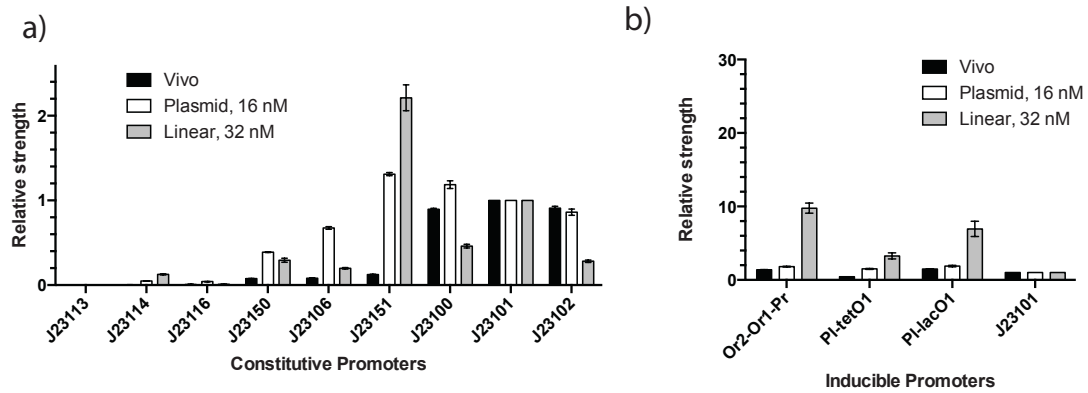 a)
Relative strength
2
1
0
Vivo
Plasmid, 16 nM
Linear, 32 nM
J23113
J23114
J23116
J23150
J23106
J23151
J23100
J23101
J23102
Constitutive Promoters
b)
Relative strength
30
20
10
2
0
Vivo
Plasmid, 16 nM
Linear, 32 nM
Or2-Or1-Pr
Pl-tetO1
Pl-lacO1
J23101
Inducible Promoters